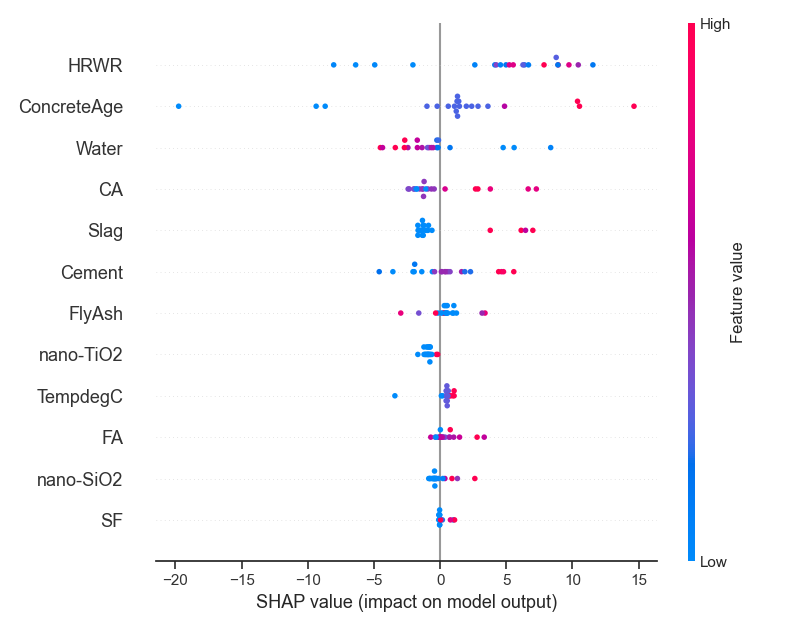 High
HRWR
ConcreteAge
Water
CA
Slag
Cement
FlyAsh
nano-TiO2
TempdegC
FA
nano-SiO2
SF
Feature value
Low
−20 −15 −10 −5 0 5 10 15
SHAP value (impact on model output)